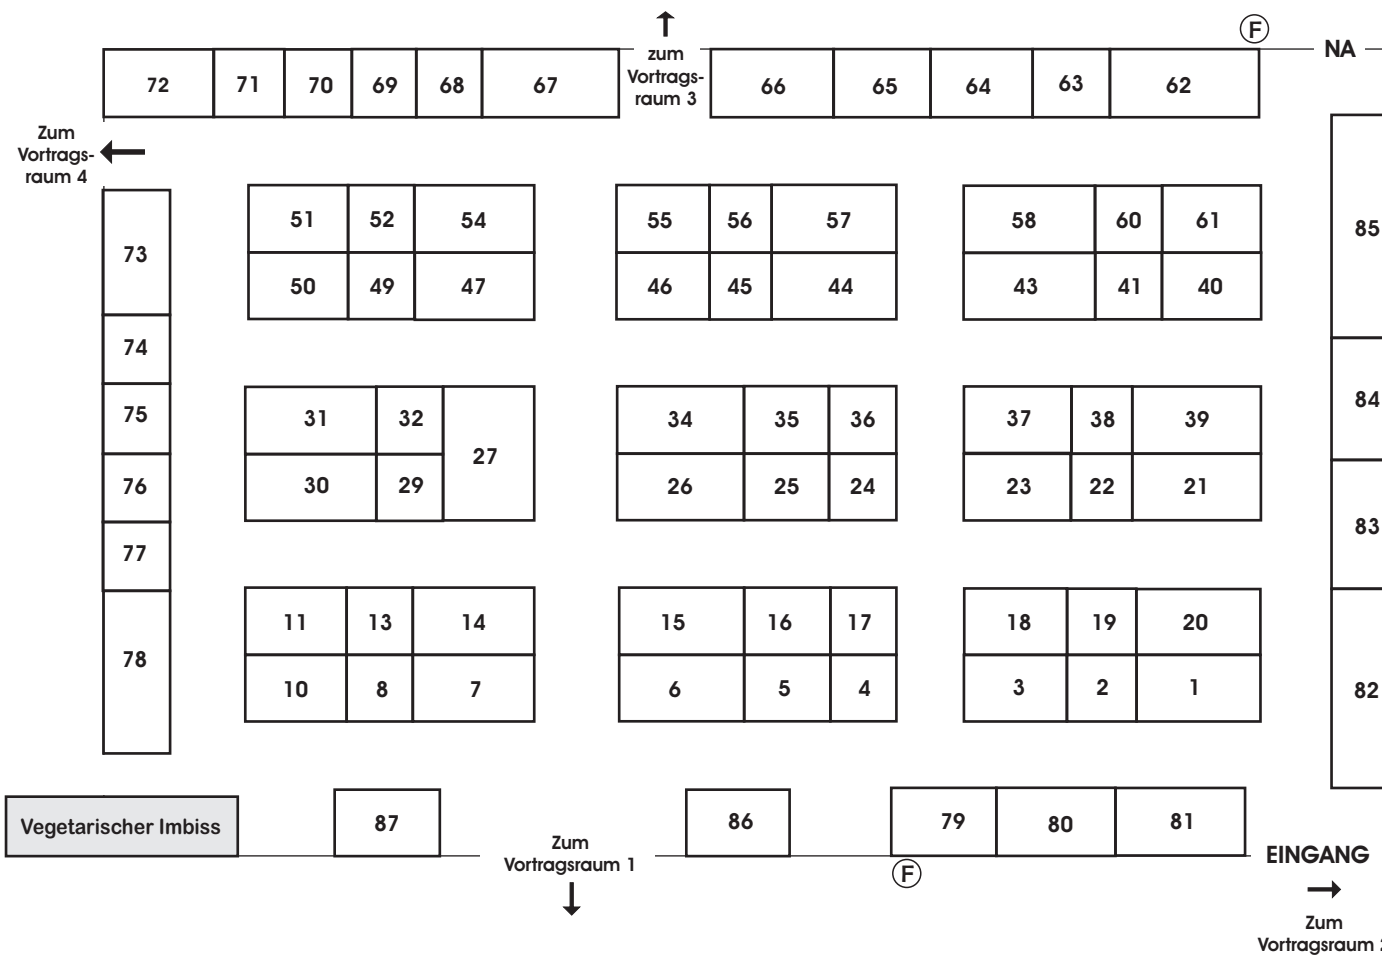 F
NA
zum
Vortrags-
raum 3
72 71 70 69 68 67 66 65 64 63 62
Zum
Vortrags-
raum 4
51 52 54 55 56 57 58 60 61
85
73
50 49 47 46 45 44 43 41 40
74
84
75
31 32 34 35 36 37 38 39
27
76
30 29 26 25 24 23 22 21
83
77
11 13 14 15 16 17 18 19 20
78
10 8 7 6 5 4 3 2 1
82
Vegetarischer Imbiss
87 86 79 80 81
Zum
Vortragsraum 1
EINGANG
F
Zum
Vortragsraum